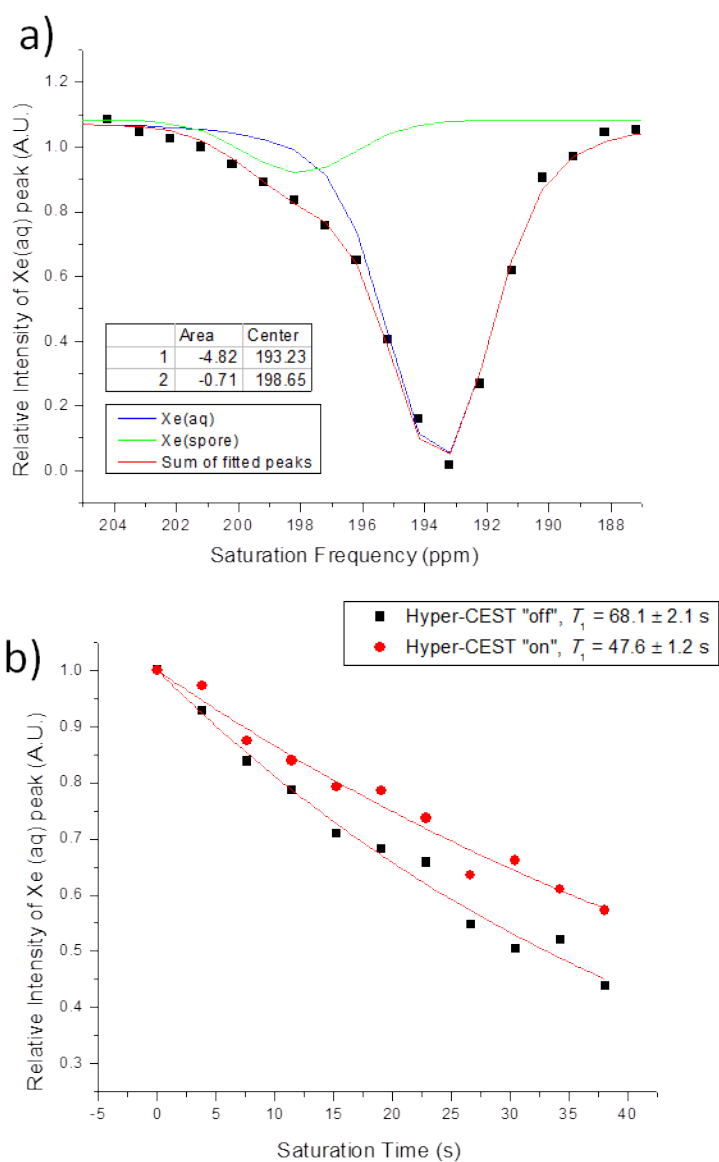 a)
Relative Intensity of Xe(aq) peak (A.U.)
1.2
1.0
0.8
0.6
0.4
0.2
0.0
Area Center
1 -4.82 193.23
2 -0.71 198.65
Xe(aq)
Xe(spore)
Sum of fitted peaks
204 202 200 198 196 194 192 190 188
Saturation Frequency (ppm)
b)
Hyper-CEST "off", T1 = 68.1 ± 2.1 s
Hyper-CEST "on", T1 = 47.6 ± 1.2 s
Relative Intensity of Xe (aq) peak (A.U.)
1.0
0.9
0.8
0.7
0.6
0.5
0.4
0.3
-5 0 5 10 15 20 25 30 35 40
Saturation Time (s)